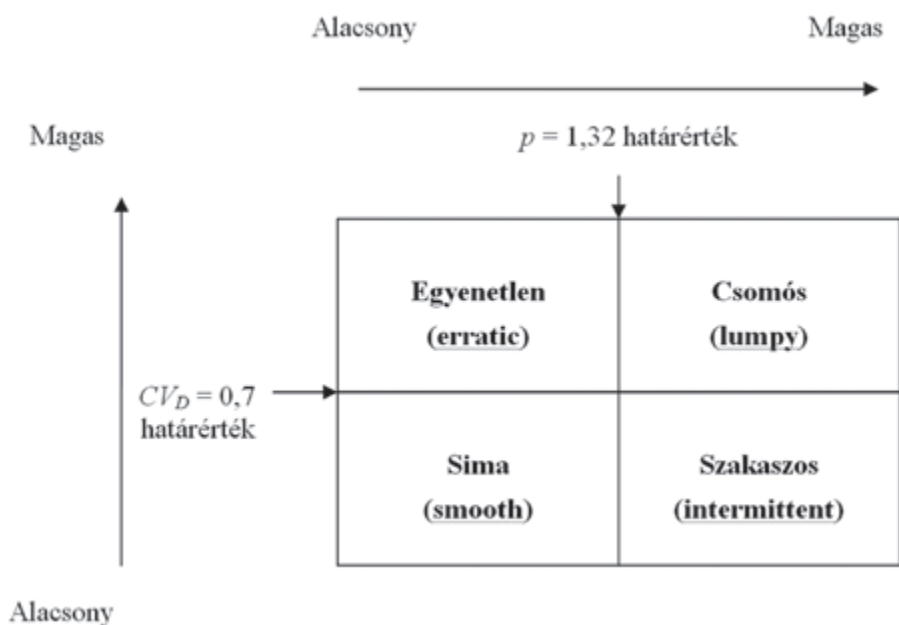 Alacsony
Magas
Magas
p = 1,32 határérték
Egyenetlen
(erratic)
Csomós
(lumpy)
CV_D = 0,7
határérték
Sima
(smooth)
Szakaszos
(intermittent)
Alacsony